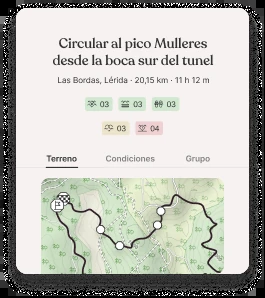 Circular al pico Mulleres
desde la boca sur del tunel
Las Bordas, Lérida · 20,15 km · 11 h 12 m
03 03 03
03 04
Terreno Condiciones Grupo